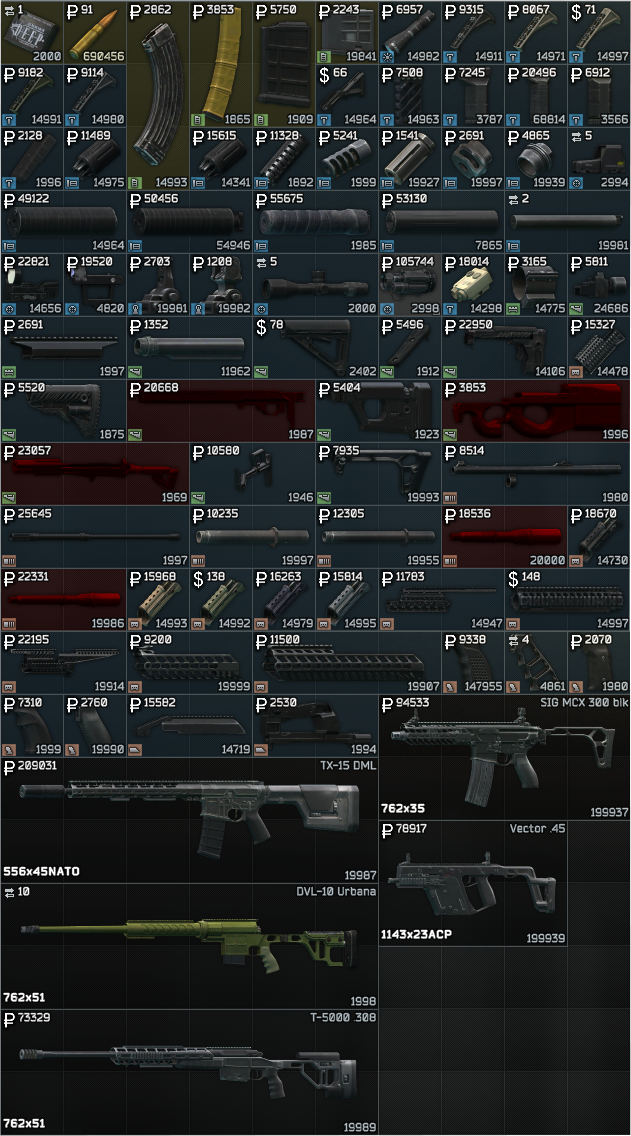 1 ₽ 91 ₽ 2862 ₽ 3853 ₽ 5750 ₽ 2243 ₽ 6957 ₽ 9315 ₽ 8067 $ 71
2000 690456 19841 14982 14911 14971 14997
₽ 9182 ₽ 9114 $ 66 ₽ 7508 ₽ 7245 ₽ 20496 ₽ 6912
14991 14980 1865 1909 14964 14963 3787 68814 3566
₽ 2128 ₽ 11489 ₽ 15615 ₽ 11328 ₽ 5241 ₽ 1541 ₽ 2691 ₽ 4865 5
1996 14975 14993 14341 1892 1999 19927 19997 19939 2994
₽ 49122 ₽ 50456 ₽ 55675 ₽ 53130 2
14964 54946 1985 7865 19981
₽ 22821 ₽ 19520 ₽ 2703 ₽ 1208 5 ₽ 105744 ₽ 18014 ₽ 3165 ₽ 5811
14656 4820 19981 19982 2000 2998 14298 14775 24686
₽ 2691 ₽ 1352 $ 78 ₽ 5496 ₽ 22950 ₽ 15327
1997 11962 2402 1912 14106 14478
₽ 5520 ₽ 20668 ₽ 5404 ₽ 3853
1875 1987 1923 1996
₽ 23057 ₽ 10580 ₽ 7935 ₽ 8514
1969 1946 19993 1980
₽ 25645 ₽ 10235 ₽ 12305 ₽ 18536 ₽ 18670
1997 19997 19955 20000 14730
₽ 22331 ₽ 15968 $ 138 ₽ 16263 ₽ 15814 ₽ 11783 $ 148
19986 14993 14992 14979 14995 14947 14997
₽ 22195 ₽ 9200 ₽ 11500 ₽ 9338 4 ₽ 2070
19914 19999 19907 147955 4861 1980
₽ 7310 ₽ 2760 ₽ 15582 ₽ 2530 ₽ 94533 SIG MCX 300 blk
1999 19990 14719 1994
₽ 209031 TX-15 DML
762x35 199937
₽ 78917 Vector .45
556x45NATO 19987
10 DVL-10 Urbana
1143x23ACP 199939
762x51 1998
₽ 73329 T-5000 .308
762x51 19989